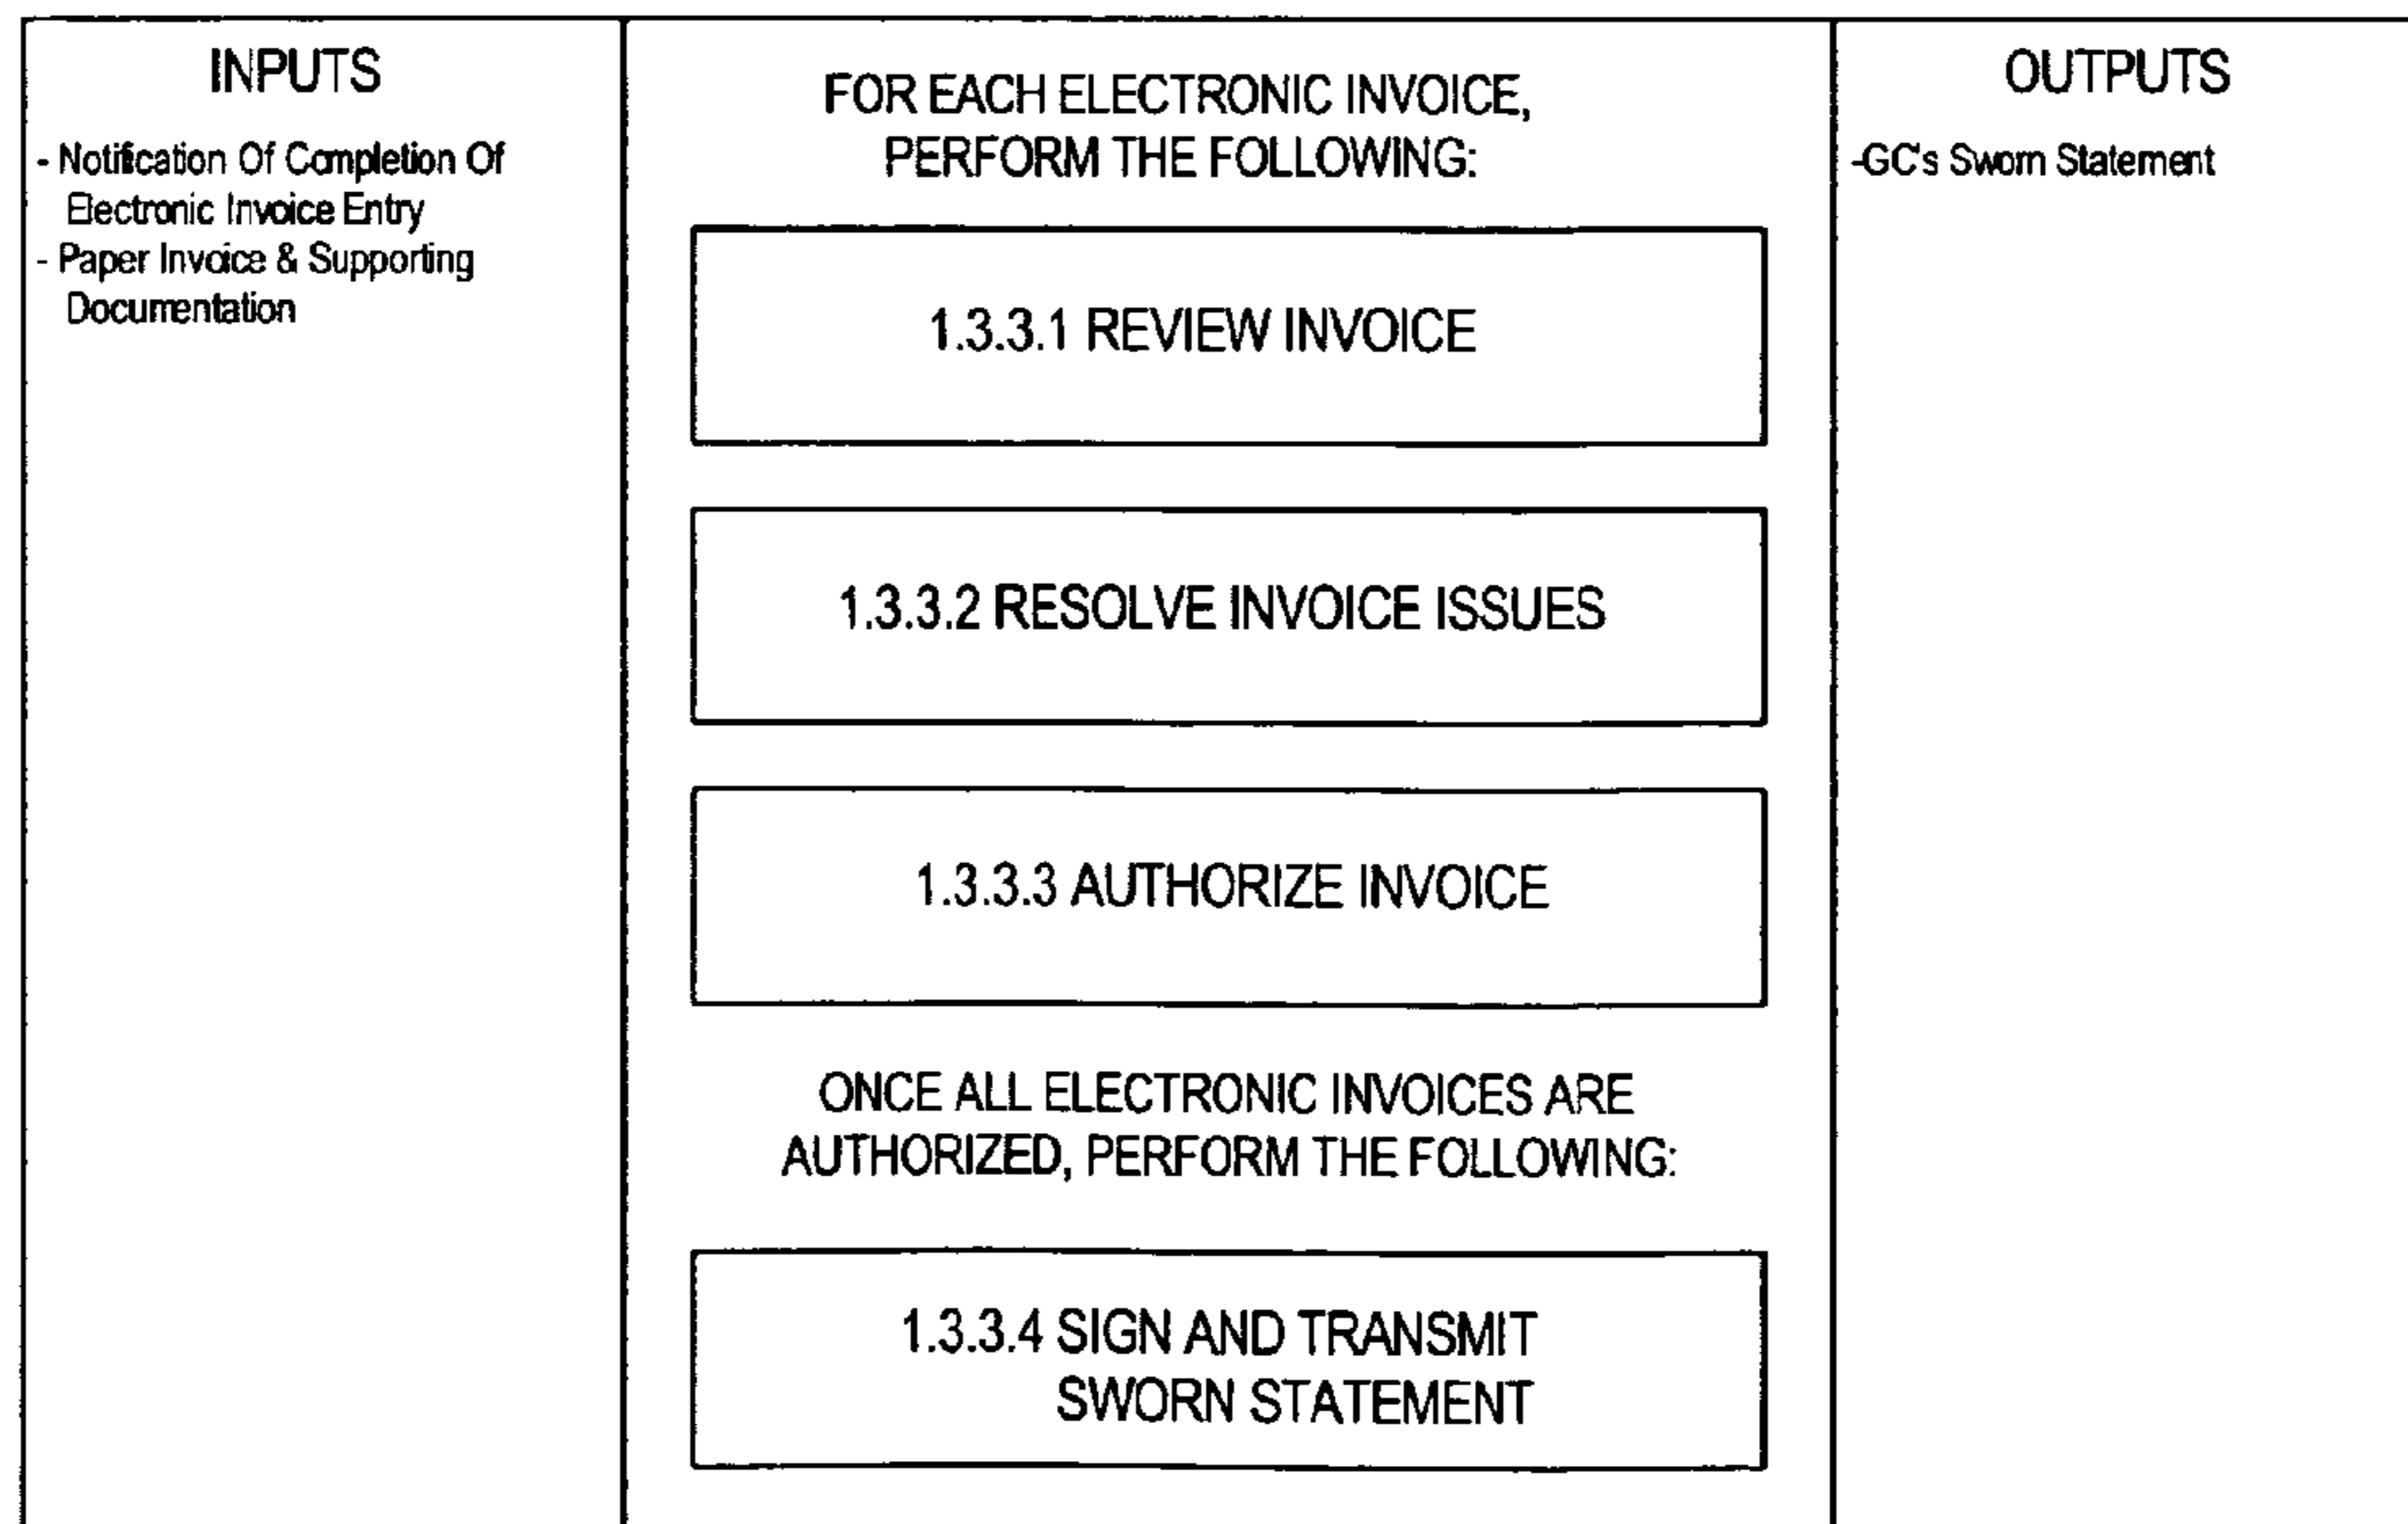 INPUTS
- Notification Of Completion Of
Electronic Invoice Entry
- Paper Invoice & Supporting
Documentation
FOR EACH ELECTRONIC INVOICE,
PERFORM THE FOLLOWING:
1.3.3.1 REVIEW INVOICE
1.3.3.2 RESOLVE INVOICE ISSUES
1.3.3.3 AUTHORIZE INVOICE
ONCE ALL ELECTRONIC INVOICES ARE
AUTHORIZED, PERFORM THE FOLLOWING:
1.3.3.4 SIGN AND TRANSMIT
SWORN STATEMENT
OUTPUTS
-GC's Sworn Statement